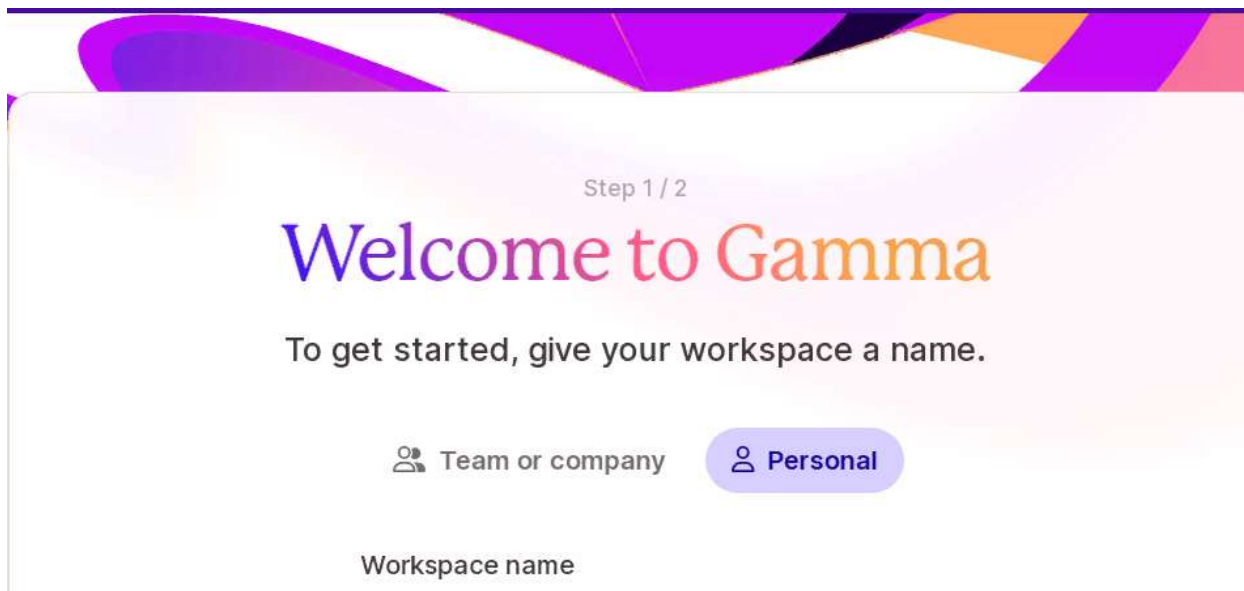 Step 1 / 2
Welcome to Gamma
To get started, give your workspace a name.
Team or company Personal
Workspace name